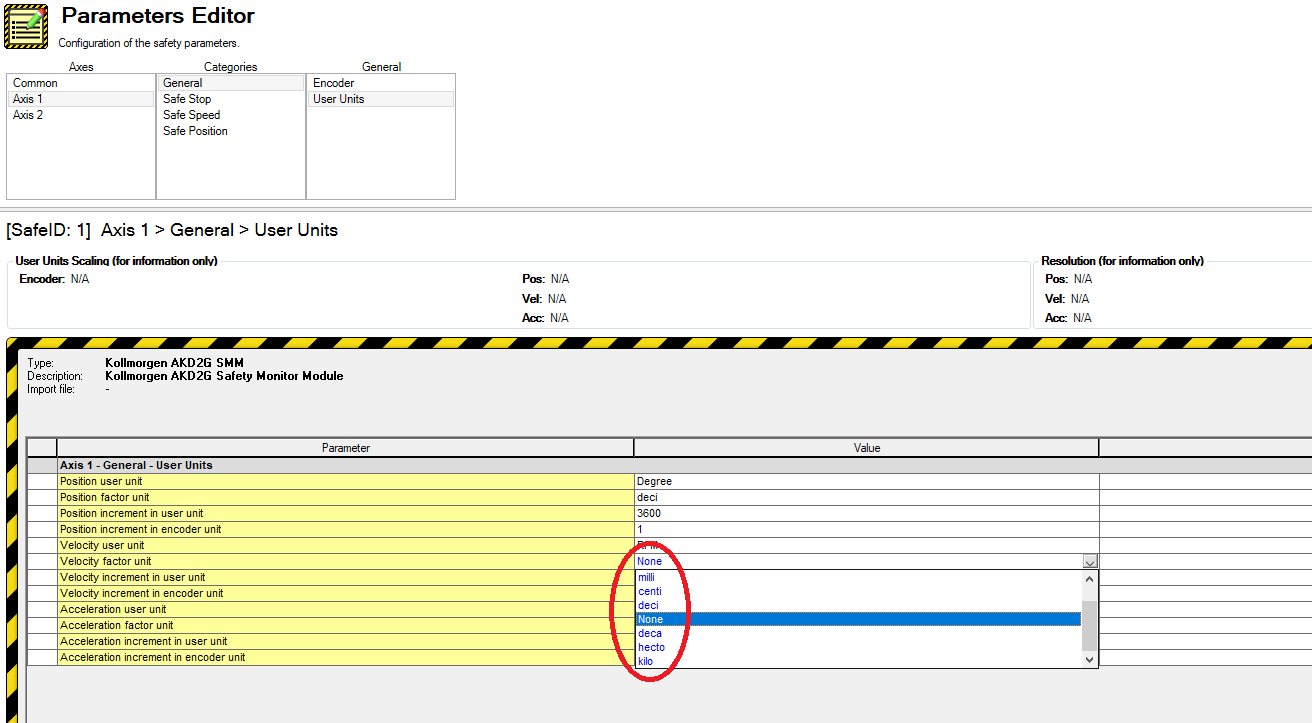 Parameters Editor
Configuration of the safety parameters.
Axes Categories General
Common General Encoder
Axis 1 Safe Stop User Units
Axis 2 Safe Speed
Safe Position
[SafeID: 1] Axis 1 > General > User Units
User Units Scaling (for information only) Resolution (for information only)
Encoder: N/A Pos: N/A Pos: N/A
Vel: N/A Vel: N/A
Acc: N/A Acc: N/A
Type: Kollmorgen AKD2G SMM
Description: Kollmorgen AKD2G Safety Monitor Module
Import file: -
Parameter Value
Axis 1 - General - User Units
Position user unit Degree
Position factor unit deci
Position increment in user unit 3600
Position increment in encoder unit 1
Velocity user unit
Velocity factor unit None
Velocity increment in user unit milli
Velocity increment in encoder unit centi
Acceleration user unit deci
Acceleration factor unit None
Acceleration increment in user unit deca
Acceleration increment in encoder unit hecto
kilo